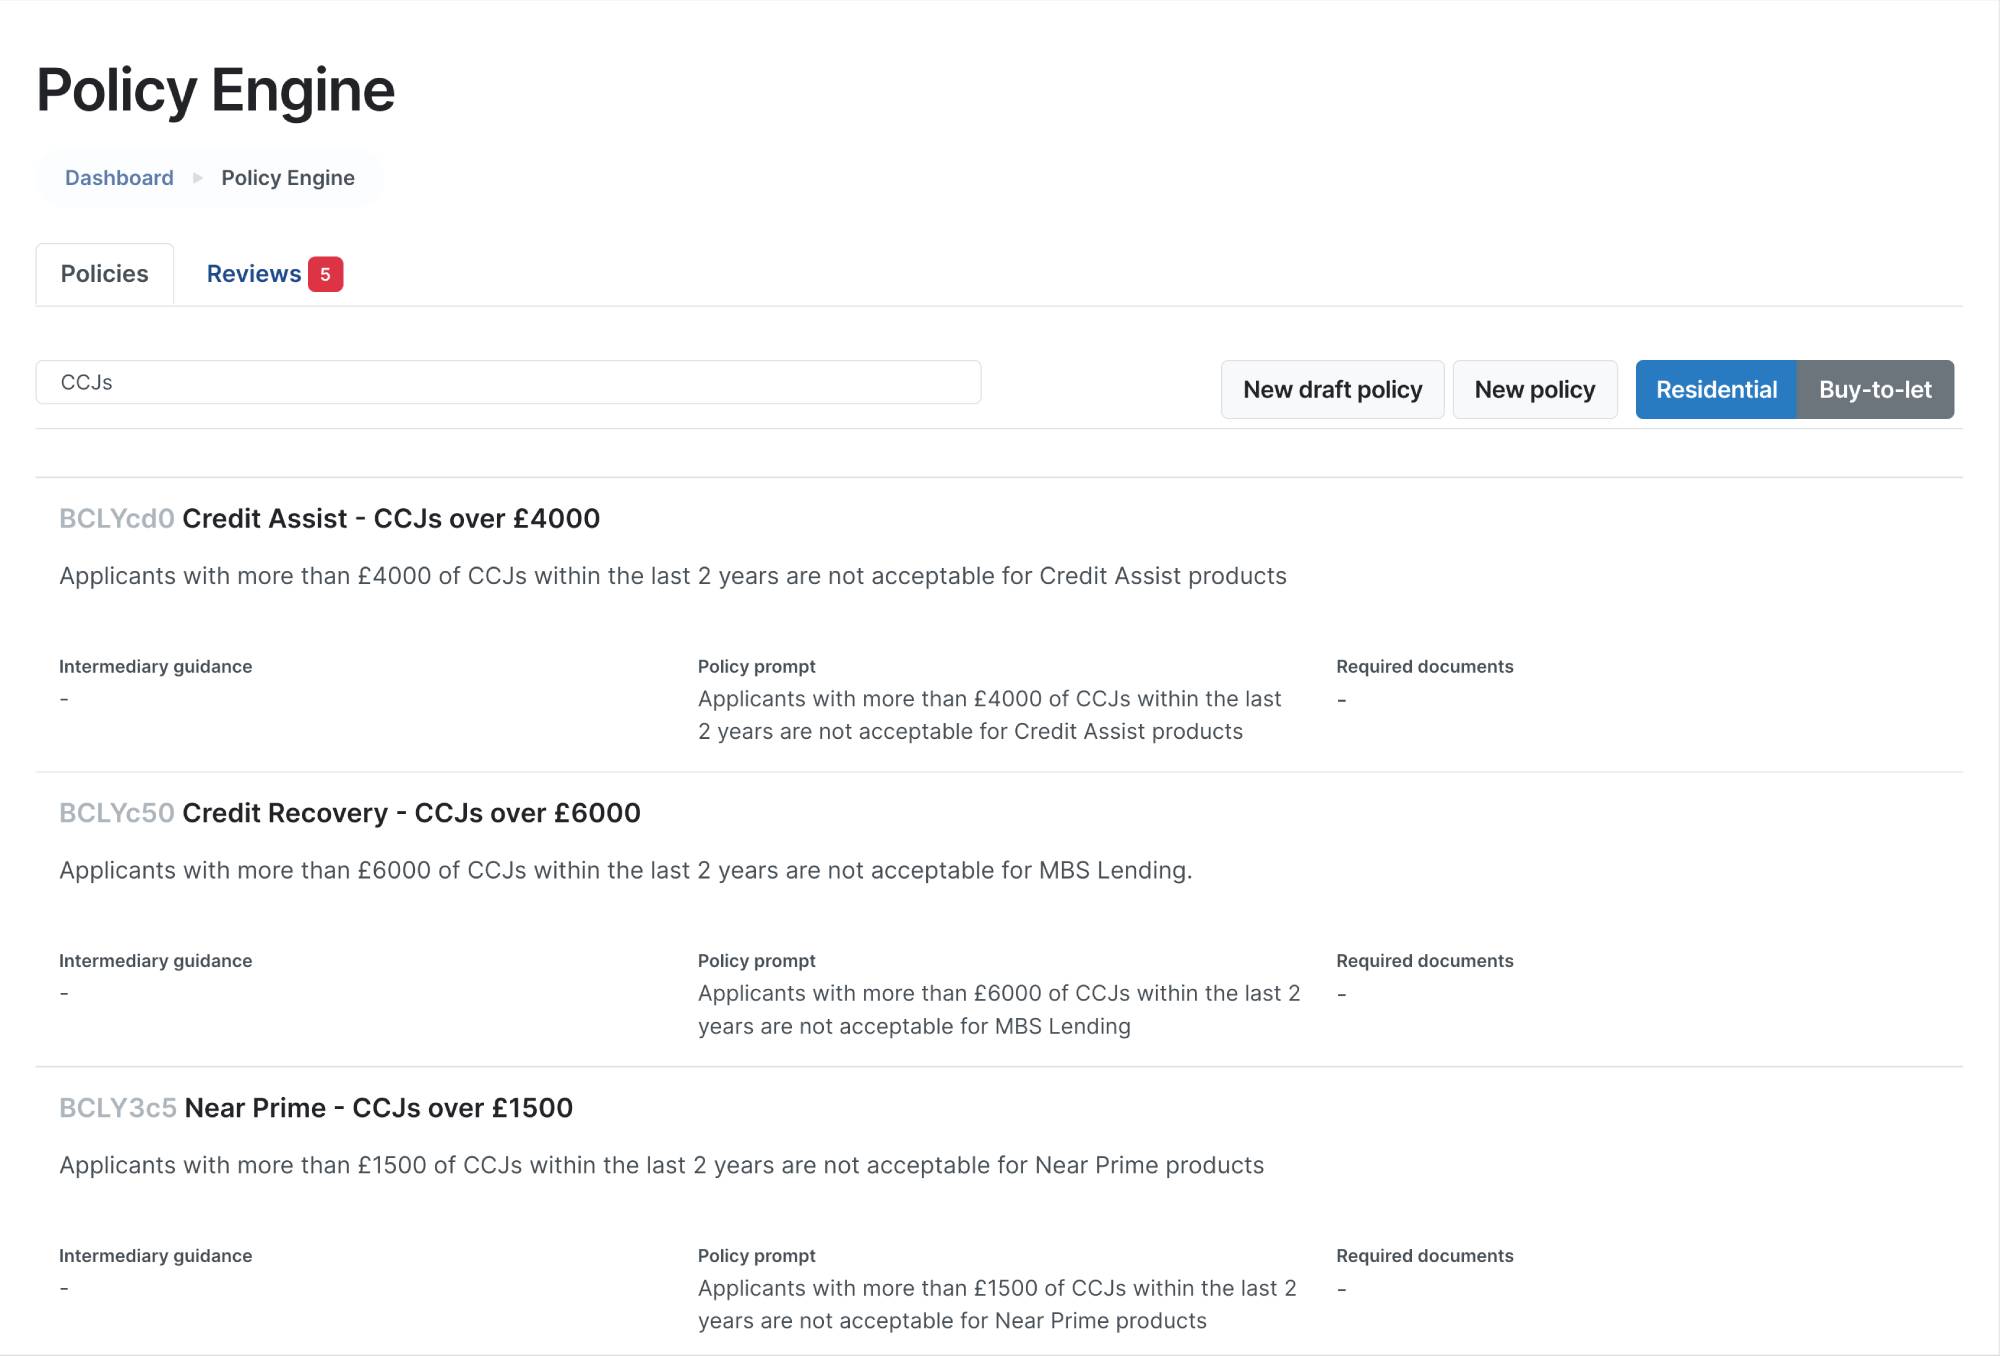 Policy Engine
Dashboard ▸ Policy Engine
Policies Reviews 5
CCJs New draft policy New policy Residential Buy-to-let
BCLYcd0 Credit Assist - CCJs over £4000
Applicants with more than £4000 of CCJs within the last 2 years are not acceptable for Credit Assist products
Intermediary guidance Policy prompt Required documents
- Applicants with more than £4000 of CCJs within the last -
2 years are not acceptable for Credit Assist products
BCLYc50 Credit Recovery - CCJs over £6000
Applicants with more than £6000 of CCJs within the last 2 years are not acceptable for MBS Lending.
Intermediary guidance Policy prompt Required documents
- Applicants with more than £6000 of CCJs within the last 2 -
years are not acceptable for MBS Lending
BCLY3c5 Near Prime - CCJs over £1500
Applicants with more than £1500 of CCJs within the last 2 years are not acceptable for Near Prime products
Intermediary guidance Policy prompt Required documents
- Applicants with more than £1500 of CCJs within the last 2 -
years are not acceptable for Near Prime products